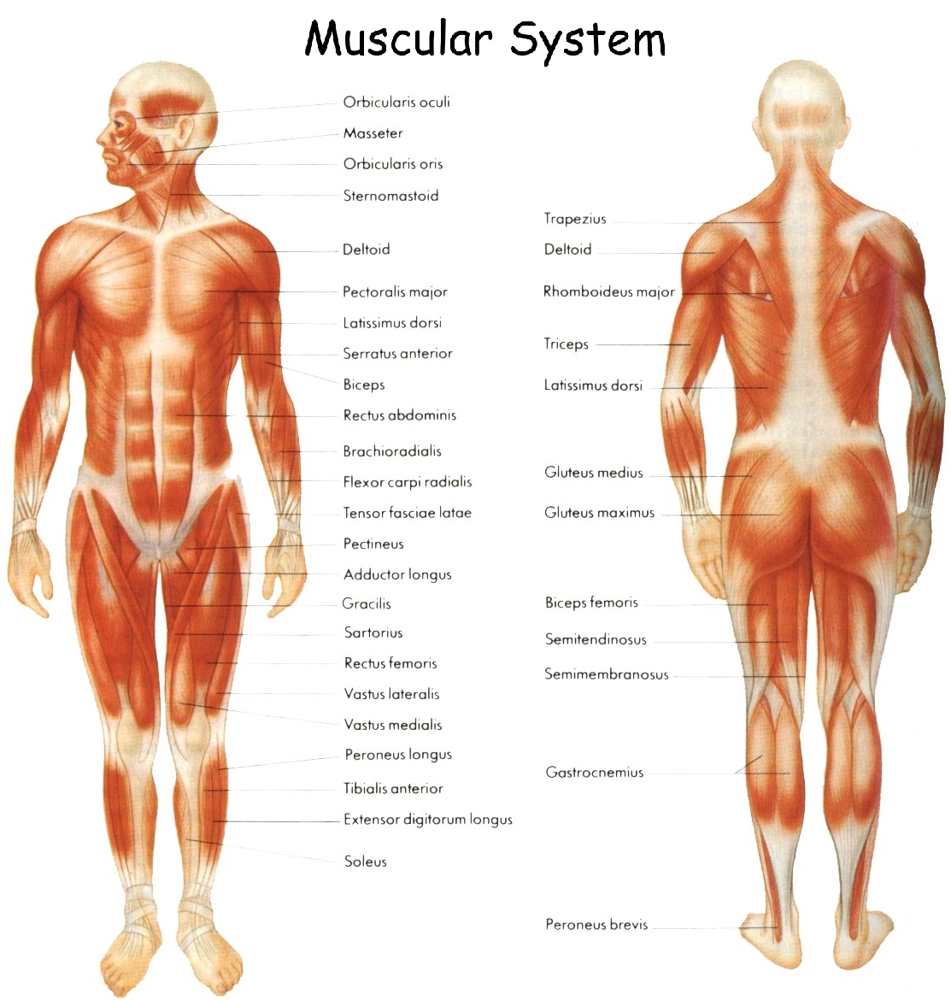 Muscular System
Orbicularis oculi
Masseter
Orbicularis oris
Sternomastoid
Deltoid
Pectoralis major
Latissimus dorsi
Serratus anterior
Biceps
Rectus abdominis
Brachioradialis
Flexor carpi radialis
Tensor fasciae latae
Pectineus
Adductor longus
Gracilis
Sartorius
Rectus femoris
Vastus lateralis
Vastus medialis
Peroneus longus
Tibialis anterior
Extensor digitorum longus
Soleus
Trapezius
Deltoid
Rhomboideus major
Triceps
Latissimus dorsi
Gluteus medius
Gluteus maximus
Biceps femoris
Semitendinosus
Semimembranosus
Gastrocnemius
Peroneus brevis